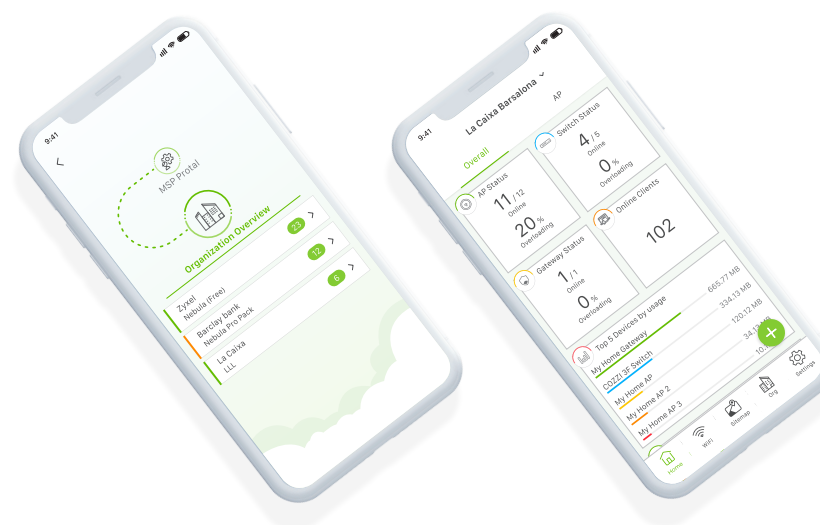 9:41
MSP Protal
Organization Overview
Zyxel
Nebula (Free)
23
Barclay bank
Nebula Pro Pack
12
La Caixa
LLL
6
9:41
La Caixa Barsalona
Overall
AP
AP Status
11 / 12
Online
20 %
Overloading
Switch Status
4 / 5
Online
0 %
Overloading
Gateway Status
1 / 1
Online
0 %
Overloading
Online Clients
102
Top 5 Devices by usage
My Home Gateway 665.77 MB
COZZI 3F Switch 334.13 MB
My Home AP 120.12 MB
My Home AP 2
My Home AP 3
Home
WiFi
Sitemap
Org
Settings